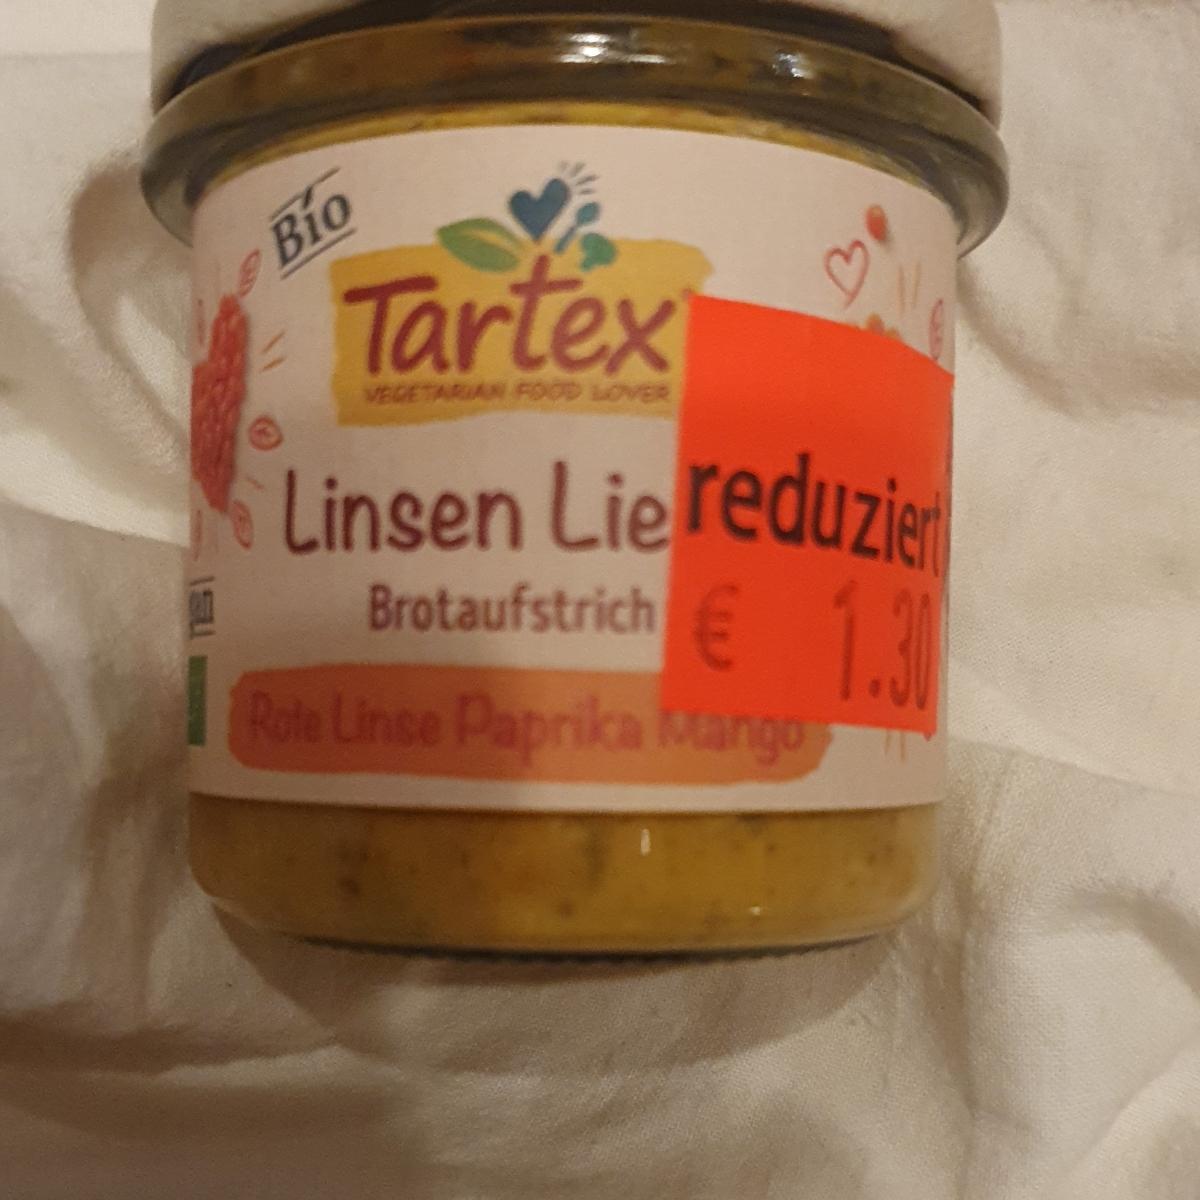 Bio
Tartex
VEGETARIAN FOOD LOVER
Linsen Lie
reduziert
Brotaufstrich
€ 1.30
Rote Linse Paprika Mango